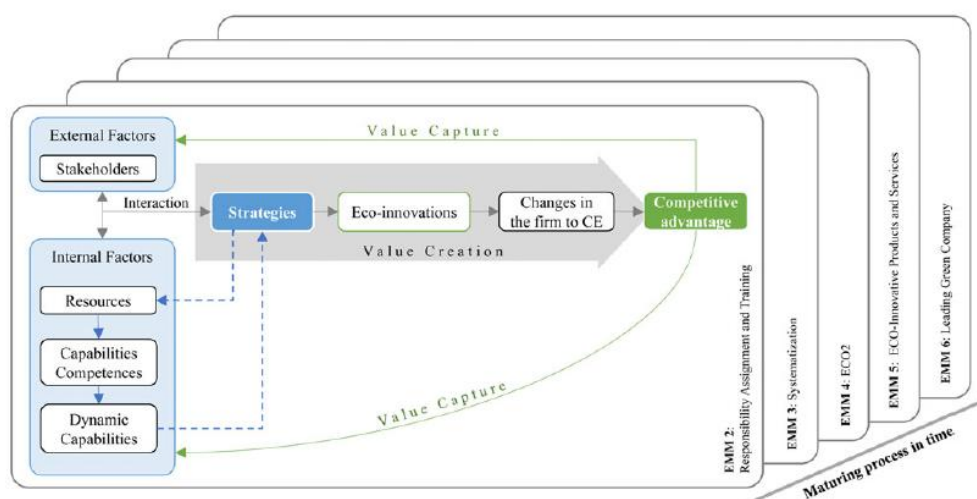 External Factors
Stakeholders
Interaction
Internal Factors
Resources
Capabilities
Competences
Dynamic
Capabilities
Value Capture
Strategies
Eco-innovations
Changes in
the firm to CE
Competitive
advantage
Value Creation
Value Capture
EMM 2:
Responsibility Assignment and Training
EMM 3: Systematization
EMM 4: ECO2
EMM 5: ECO-Innovative Products and Services
EMM 6: Leading Green Company
Maturing process in time